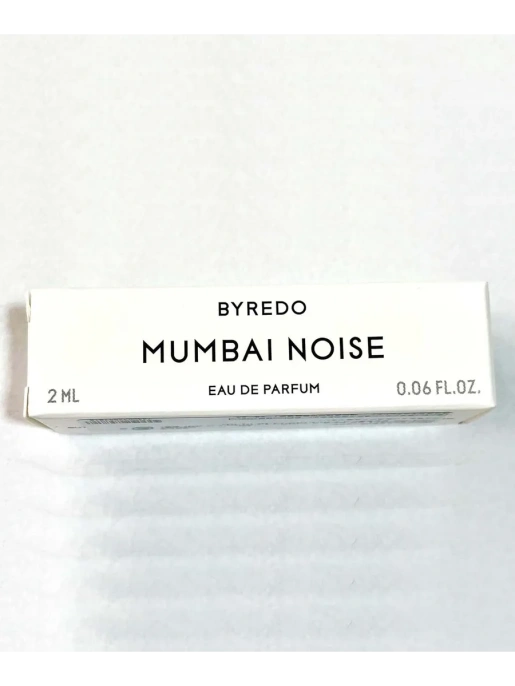 BYREDO
MUMBAI NOISE
2 ML EAU DE PARFUM 0.06 FL.OZ.